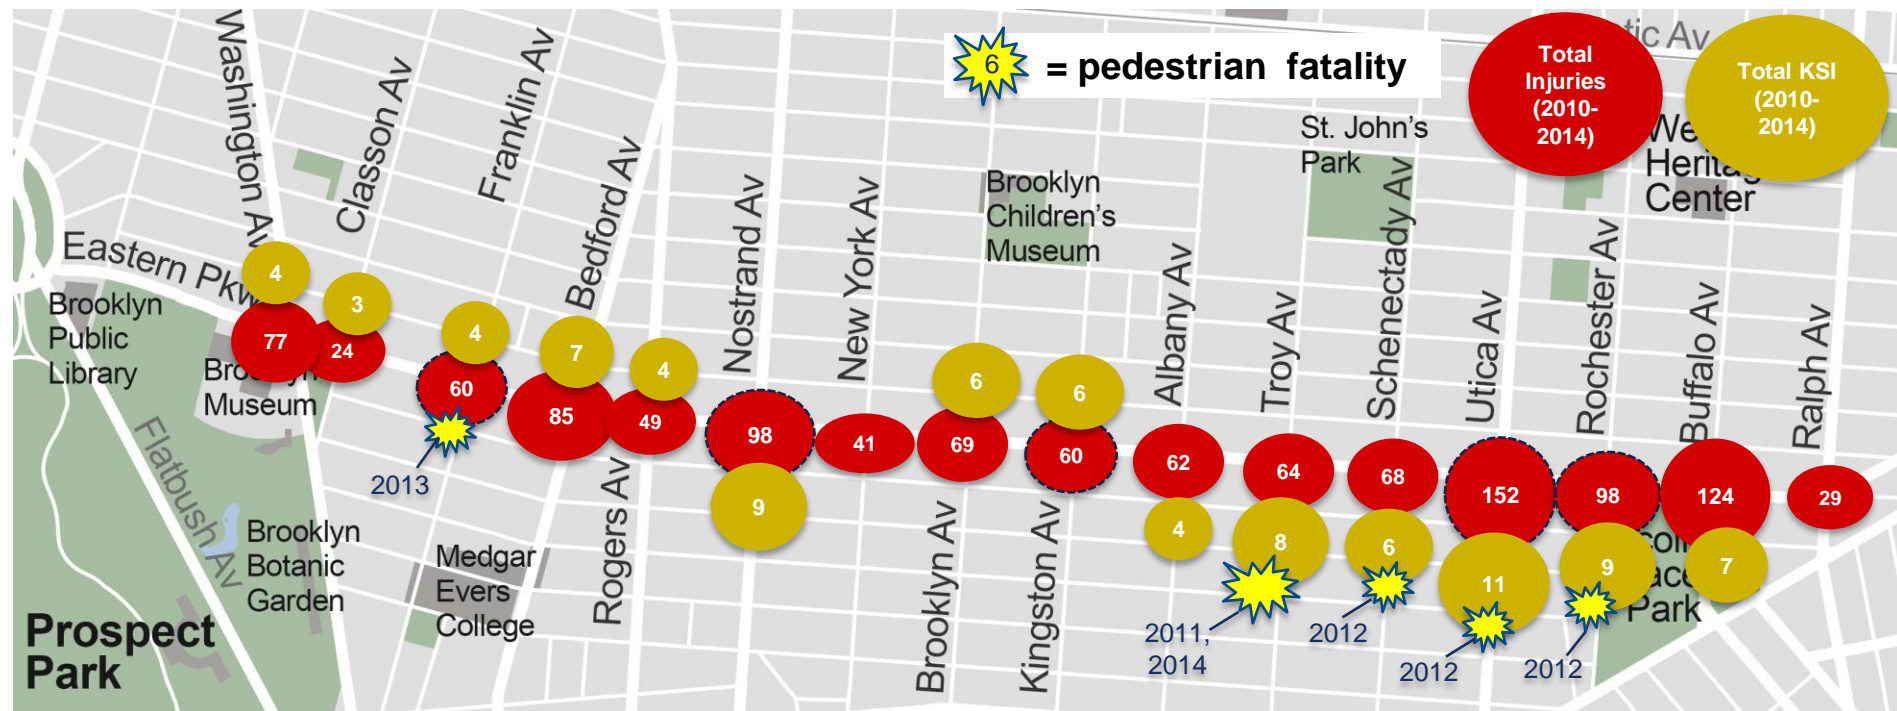 6
= pedestrian fatality
Total
Injuries
(2010-
2014)
Total KSI
(2010-
2014)
tic Av
We
Heritag
Center
St. John's
Park
Brooklyn
Children's
Museum
Washington Av
Classon Av
Franklin Av
Bedford Av
Nostrand Av
New York Av
Albany Av
Troy Av
Schenectady Av
Utica Av
Rochester Av
Buffalo Av
Ralph Av
Eastern Pkw
Brooklyn
Public
Library
Museum
Flatbush Av
Brooklyn
Botanic
Garden
Prospect
Park
Medgar
Evers
College
Rogers Av
Brooklyn Av
Kingston Av
Park
4
77
3
24
4
60
2013
7
85
4
49
98
9
41
6
69
6
60
62
4
64
8
2011,
2014
68
6
2012
152
11
2012
98
9
2012
124
7
29